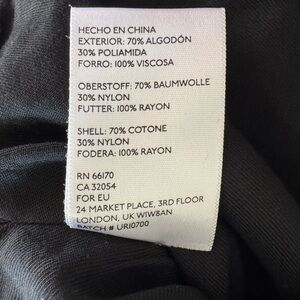 HECHO EN CHINA
EXTERIOR: 70% ALGODÓN
30% POLIAMIDA
FORRO: 100% VISCOSA
OBERSTOFF: 70% BAUMWOLLE
30% NYLON
FUTTER: 100% RAYON
SHELL: 70% COTONE
30% NYLON
FODERA: 100% RAYON
RN 66170
CA 32054
FOR EU
24 MARKET PLACE, 3RD FLOOR
LONDON, UK W1W8AN
BATCH # UR10700